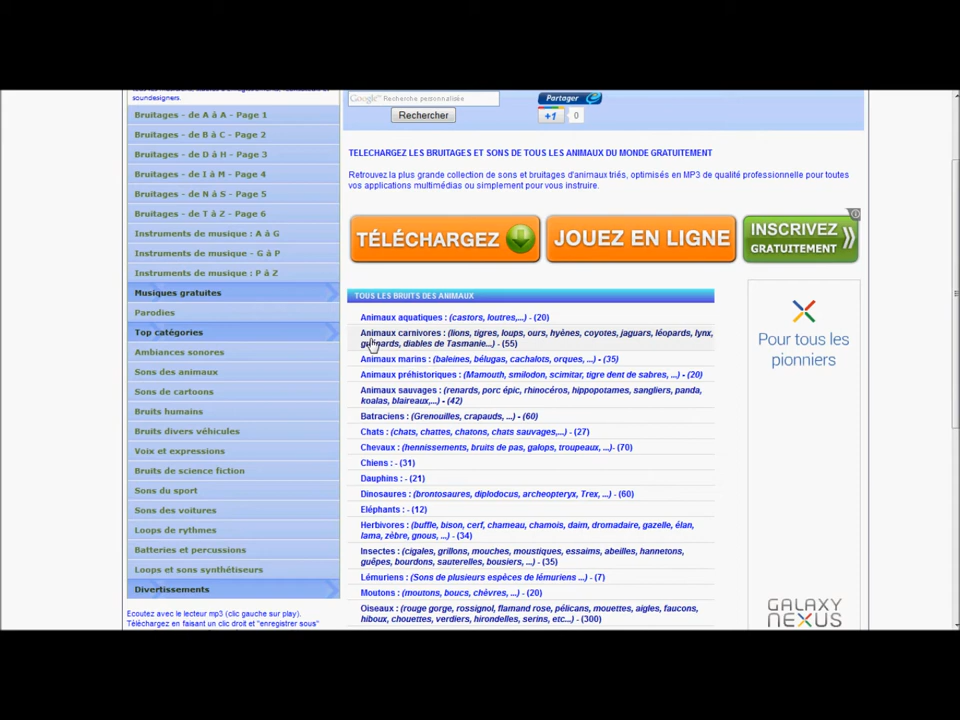 soundesigners.
Bruitages - de A à A - Page 1
Bruitages - de B à C - Page 2
Bruitages - de D à H - Page 3
Bruitages - de I à M - Page 4
Bruitages - de N à S - Page 5
Bruitages - de T à Z - Page 6
Instruments de musique : A à G
Instruments de musique - G à P
Instruments de musique : P à Z
Musiques gratuites
Parodies
Top catégories
Ambiances sonores
Sons des animaux
Sons de cartoons
Bruits humains
Bruits divers véhicules
Voix et expressions
Bruits de science fiction
Sons du sport
Sons des voitures
Loops de rythmes
Batteries et percussions
Loops et sons synthétiseurs
Divertissements
Ecoutez avec le lecteur mp3 (clic gauche sur play).
Téléchargez en faisant un clic droit et "enregistrer sous"
Google™ Recherche personnalisée
Rechercher
Partager
+1 0
TELECHARGEZ LES BRUITAGES ET SONS DE TOUS LES ANIMAUX DU MONDE GRATUITEMENT
Retrouvez la plus grande collection de sons et bruitages d'animaux triés, optimisés en MP3 de qualité professionnelle pour toutes
vos applications multimédias ou simplement pour vous instruire.
TÉLÉCHARGEZ
JOUEZ EN LIGNE
INSCRIVEZ
GRATUITEMENT
TOUS LES BRUITS DES ANIMAUX
Animaux aquatiques : (castors, loutres,...) - (20)
Animaux carnivores : (lions, tigres, loups, ours, hyènes, coyotes, jaguars, léopards, lynx,
guépards, diables de Tasmanie...) - (55)
Animaux marins : (baleines, bélugas, cachalots, orques, ...) - (35)
Animaux préhistoriques : (Mamouth, smilodon, scimitar, tigre dent de sabres, ...) - (20)
Animaux sauvages : (renards, porc épic, rhinocéros, hippopotames, sangliers, panda,
koalas, blaireaux,...) - (42)
Batraciens : (Grenouilles, crapauds, ...) - (60)
Chats : (chats, chattes, chatons, chats sauvages,...) - (27)
Chevaux : (hennissements, bruits de pas, galops, troupeaux, ...)- (70)
Chiens : - (31)
Dauphins : - (21)
Dinosaures : (brontosaures, diplodocus, archeopteryx, Trex, ...) - (60)
Eléphants : - (12)
Herbivores : (buffle, bison, cerf, chameau, chamois, daim, dromadaire, gazelle, élan,
lama, zèbre, gnous, ...) - (34)
Insectes : (cigales, grillons, mouches, moustiques, essaims, abeilles, hannetons,
guêpes, bourdons, sauterelles, bousiers, ...) - (35)
Lémuriens : (Sons de plusieurs espèces de lémuriens ...) - (7)
Moutons : (moutons, boucs, chèvres, ...) - (20)
Oiseaux : (rouge gorge, rossignol, flamand rose, pélicans, mouettes, aigles, faucons,
hiboux, chouettes, verdiers, hirondelles, serins, etc...) - (300)
Pour tous les
pionniers
GALAXY
NEXUS